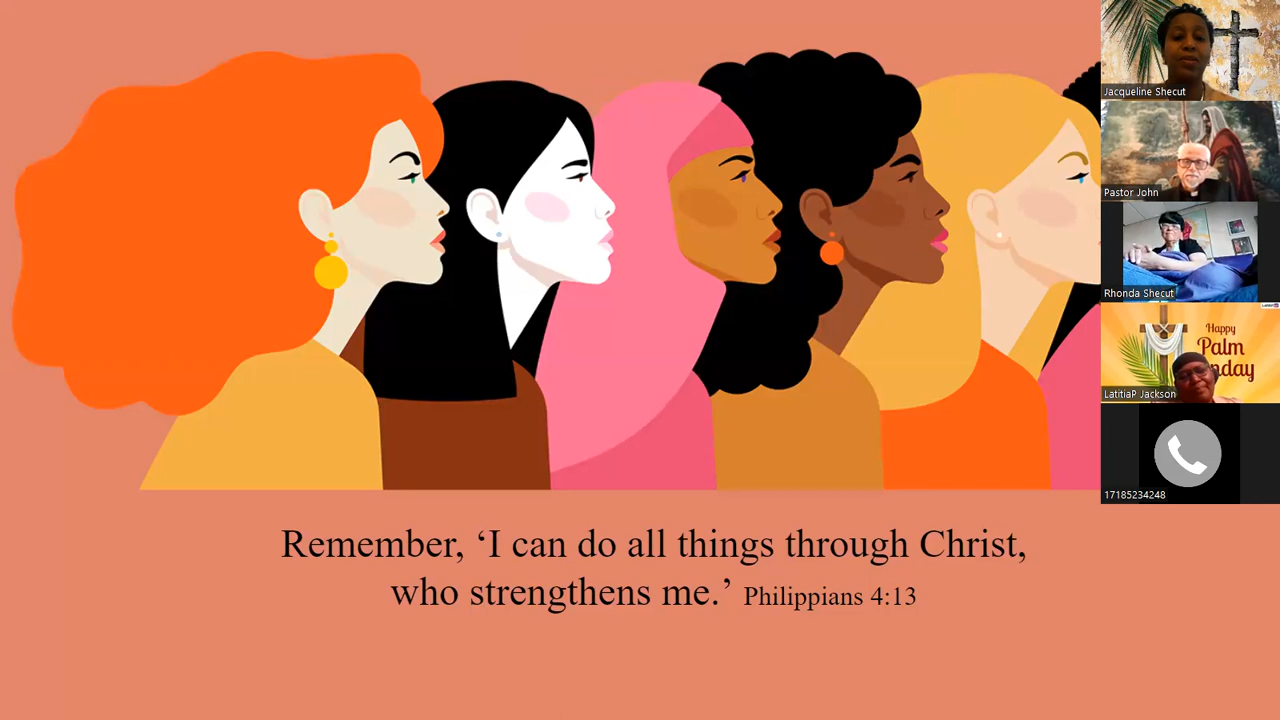 Remember, ‘I can do all things through Christ,
who strengthens me.’ Philippians 4:13
Jacqueline Shecut
Pastor John
Rhonda Shecut
Happy
Palm
LatitiaP Jackson
17185234248